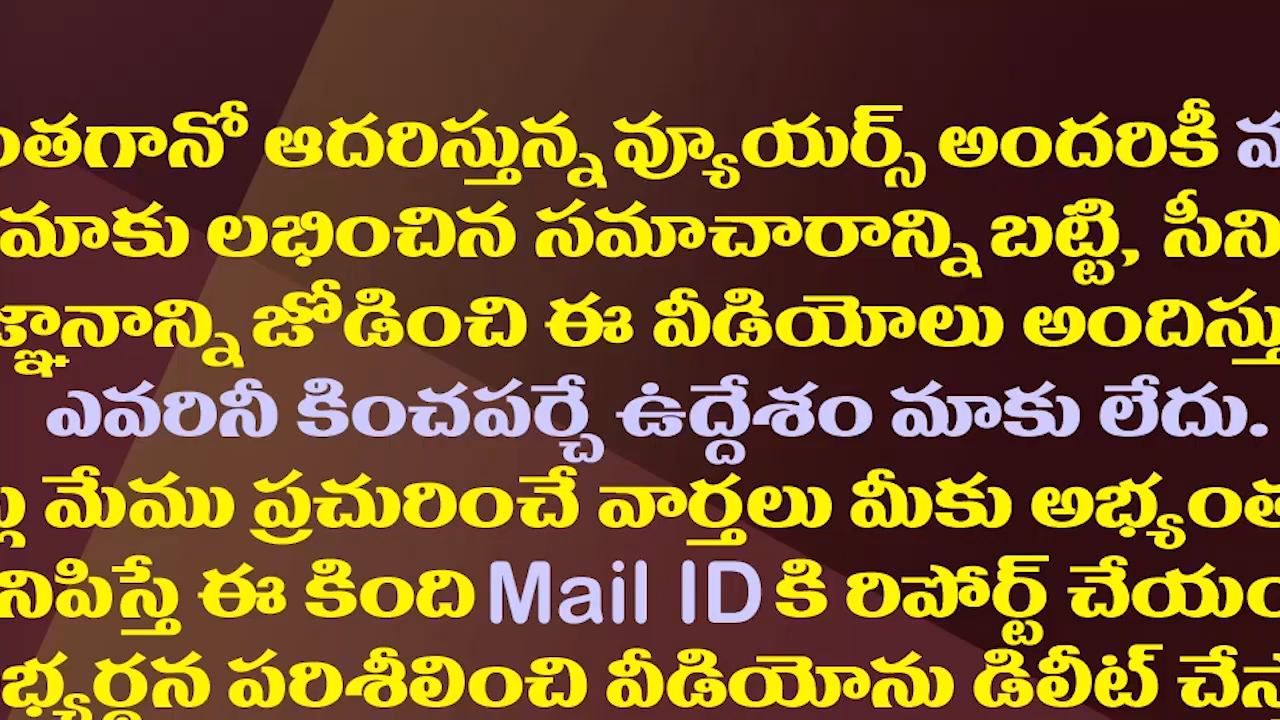 ంతగానో ఆదరిస్తున్న వ్యూయర్స్ అందరికీ
మాకు లభించిన సమాచారాన్ని బట్టి, సీని
జ్ఞానాన్ని జోడించి ఈ వీడియోలు అందిస్తు
ఎవరినీ కించపర్చే ఉద్దేశం మాకు లేదు.
మేము ప్రచురించే వార్తలు మీకు అభ్యంత
నిపిస్తే ఈ కింది Mail ID కి రిపోర్ట్ చేయం
భ్యర్థన పరిశీలించి వీడియోను డిలీట్ చేస